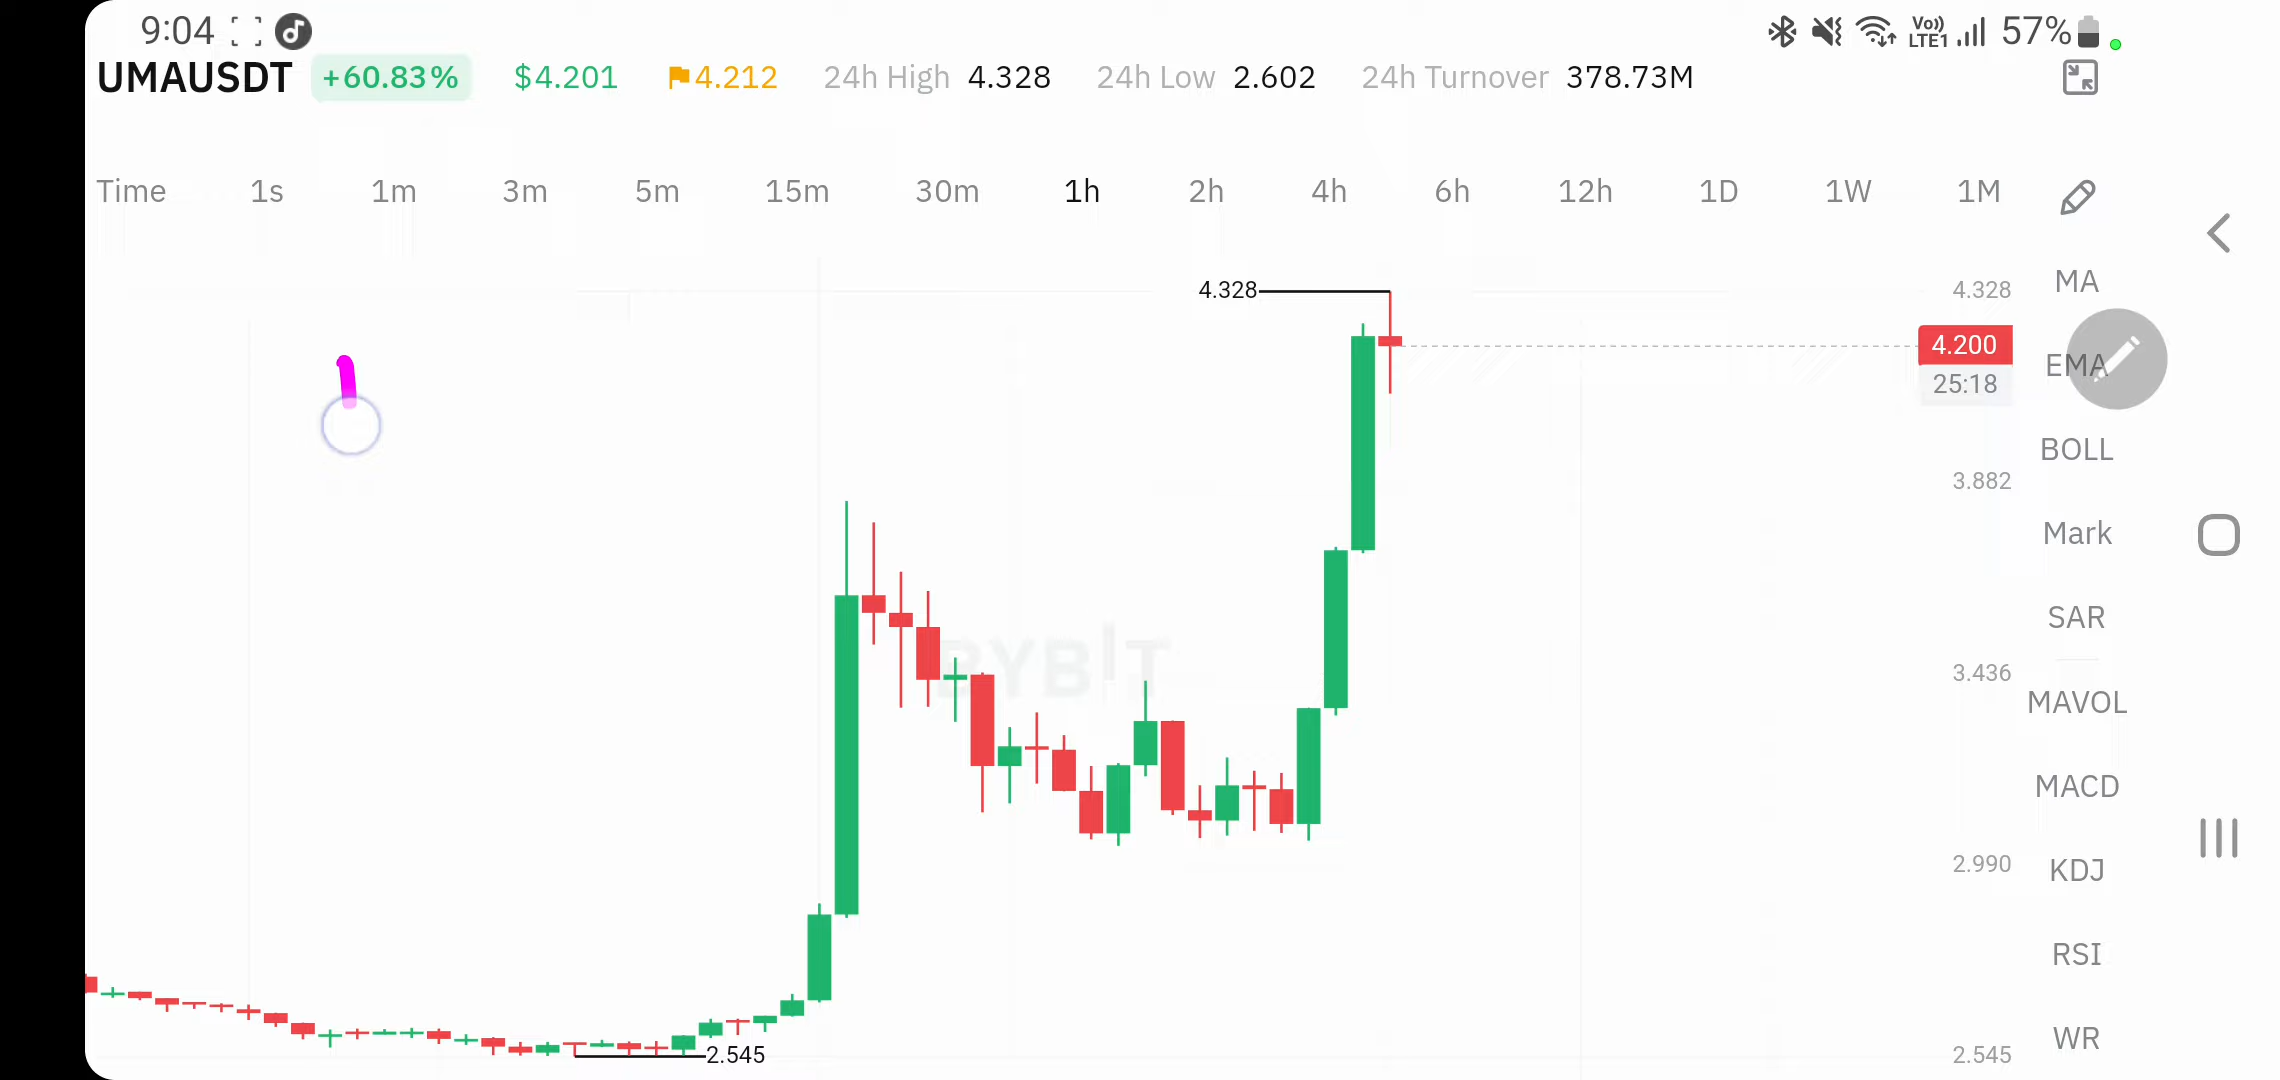 9:04 Vo)) LTE1 57%
UMAUSDT +60.83% $4.201 4.212 24h High 4.328 24h Low 2.602 24h Turnover 378.73M
Time 1s 1m 3m 5m 15m 30m 1h 2h 4h 6h 12h 1D 1W 1M
MA
4.328 4.328
4.200
EMA
25:18
BOLL
3.882
Mark
SAR
BYBIT
3.436
MAVOL
MACD
2.990
KDJ
RSI
WR
2.545 2.545